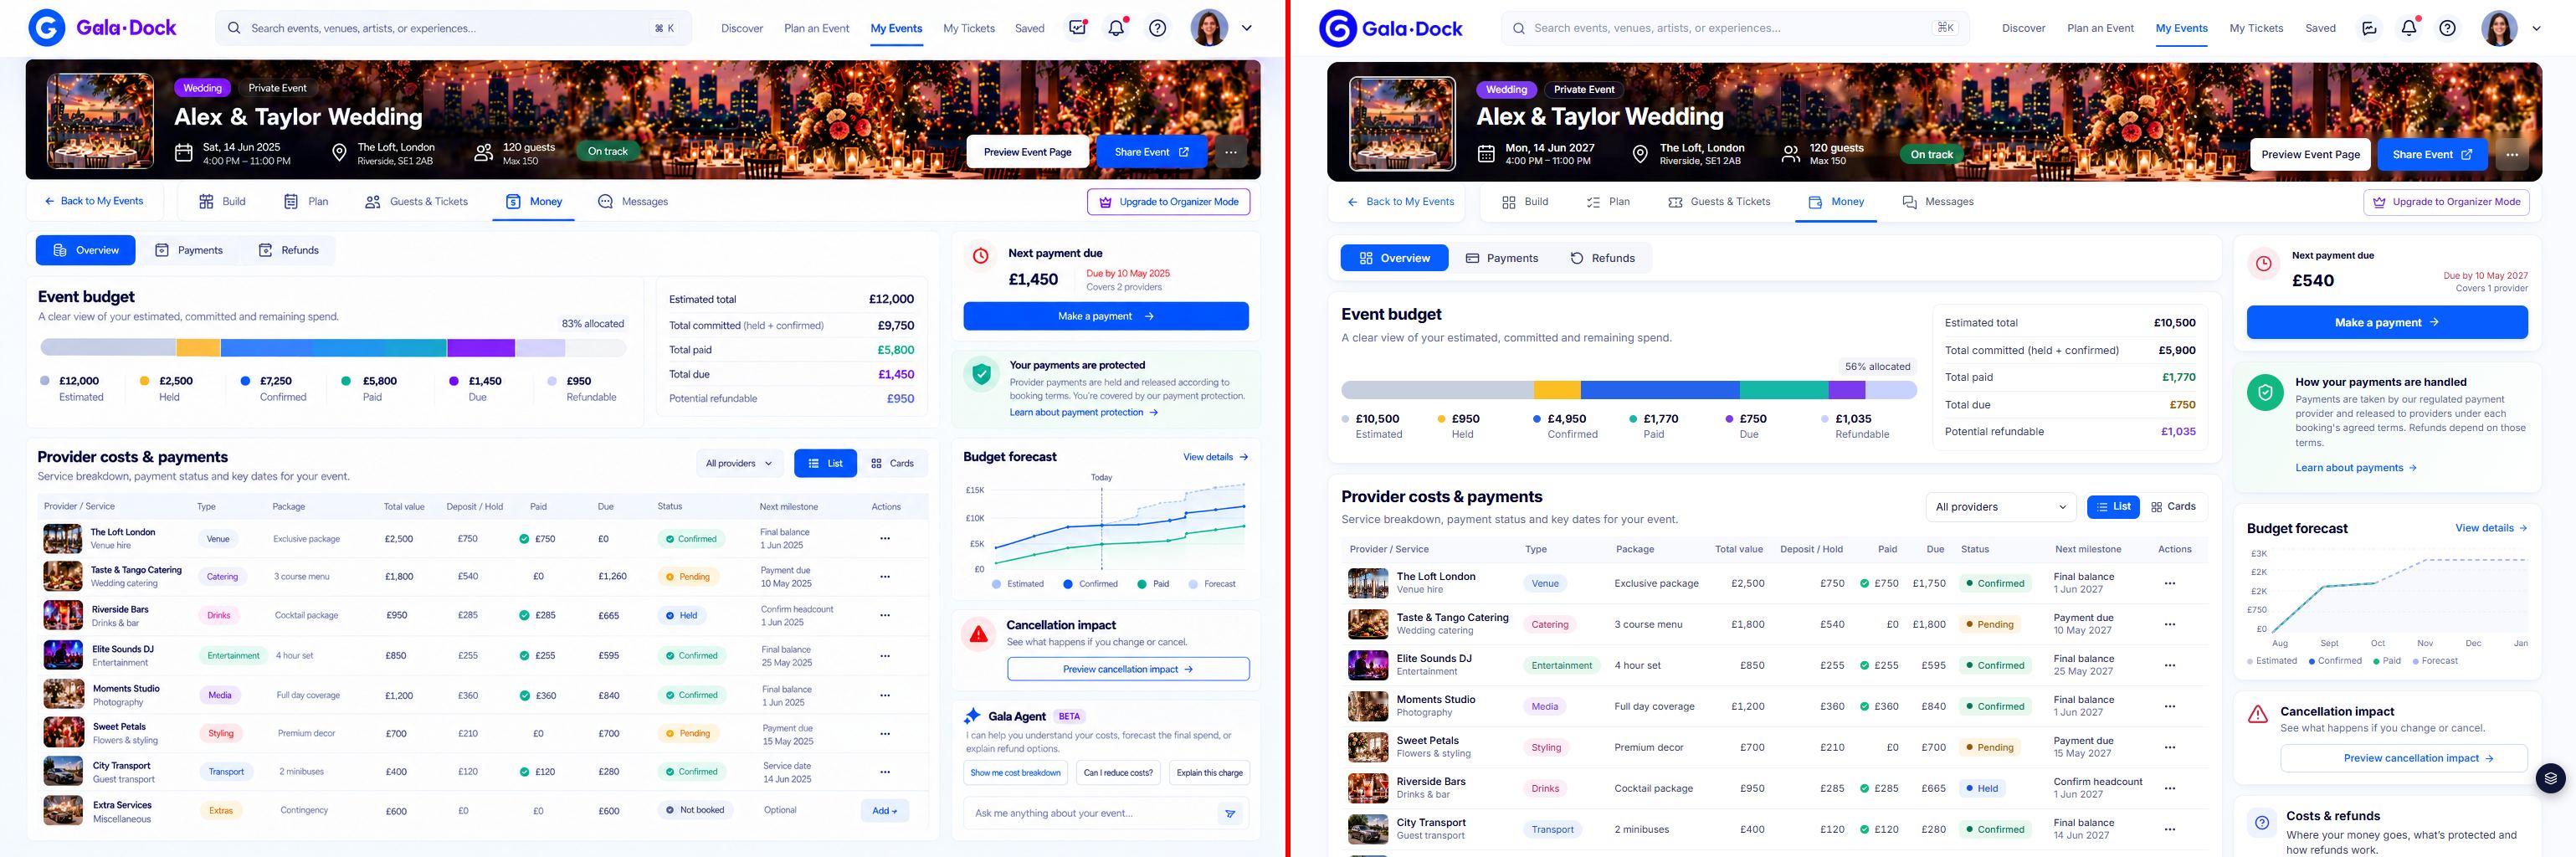 Gala·Dock
Search events, venues, artists, or experiences...
⌘ K
Discover
Plan an Event
My Events
My Tickets
Saved
Wedding
Private Event
Alex & Taylor Wedding
Sat, 14 Jun 2025
4:00 PM – 11:00 PM
The Loft, London
Riverside, SE1 2AB
120 guests
Max 150
On track
Preview Event Page
Share Event
← Back to My Events
Build
Plan
Guests & Tickets
Money
Messages
Upgrade to Organizer Mode
Overview
Payments
Refunds
Event budget
A clear view of your estimated, committed and remaining spend.
83% allocated
£12,000 £2,500 £7,250 £5,800 £1,450 £950
Estimated Held Confirmed Paid Due Refundable
Estimated total £12,000
Total committed (held + confirmed) £9,750
Total paid £5,800
Total due £1,450
Potential refundable £950
Provider costs & payments
Service breakdown, payment status and key dates for your event.
All providers
List
Cards
Provider / Service Type Package Total value Deposit / Hold Paid Due Status Next milestone Actions
The Loft London Venue Exclusive package £2,500 £750 £750 £0 Confirmed Final balance
Venue hire 1 Jun 2025
Taste & Tango Catering Catering 3 course menu £1,800 £540 £0 £1,260 Pending Payment due
Wedding catering 10 May 2025
Riverside Bars Drinks Cocktail package £950 £285 £285 £665 Held Confirm headcount
Drinks & bar 1 Jun 2025
Elite Sounds DJ Entertainment 4 hour set £850 £255 £255 £595 Confirmed Final balance
Entertainment 25 May 2025
Moments Studio Media Full day coverage £1,200 £360 £360 £840 Confirmed Final balance
Photography 1 Jun 2025
Sweet Petals Styling Premium decor £700 £210 £0 £700 Pending Payment due
Flowers & styling 15 May 2025
City Transport Transport 2 minibuses £400 £120 £120 £280 Confirmed Service date
Guest transport 14 Jun 2025
Extra Services Extras Contingency £600 £0 £0 £600 Not booked Optional Add
Miscellaneous
Next payment due
£1,450
Due by 10 May 2025
Covers 2 providers
Make a payment →
Your payments are protected
Provider payments are held and released according to
booking terms. You're covered by our payment protection.
Learn about payment protection →
Budget forecast
View details →
Today
£15K
£10K
£5K
£0
Estimated Confirmed Paid Forecast
Cancellation impact
See what happens if you change or cancel.
Preview cancellation impact →
Gala Agent BETA
I can help you understand your costs, forecast the final spend, or
explain refund options.
Show me cost breakdown
Can I reduce costs?
Explain this charge
Ask me anything about your event...
Gala·Dock
Search events, venues, artists, or experiences...
⌘K
Discover
Plan an Event
My Events
My Tickets
Saved
Wedding
Private Event
Alex & Taylor Wedding
Mon, 14 Jun 2027
4:00 PM – 11:00 PM
The Loft, London
Riverside, SE1 2AB
120 guests
Max 150
On track
Preview Event Page
Share Event
← Back to My Events
Build
Plan
Guests & Tickets
Money
Messages
Upgrade to Organizer Mode
Overview
Payments
Refunds
Event budget
A clear view of your estimated, committed and remaining spend.
56% allocated
£10,500 £950 £4,950 £1,770 £750 £1,035
Estimated Held Confirmed Paid Due Refundable
Estimated total £10,500
Total committed (held + confirmed) £5,900
Total paid £1,770
Total due £750
Potential refundable £1,035
Provider costs & payments
Service breakdown, payment status and key dates for your event.
All providers
List
Cards
Provider / Service Type Package Total value Deposit / Hold Paid Due Status Next milestone Actions
The Loft London Venue Exclusive package £2,500 £750 £750 £1,750 Confirmed Final balance
Venue hire 1 Jun 2027
Taste & Tango Catering Catering 3 course menu £1,800 £540 £0 £1,800 Pending Payment due
Wedding catering 10 May 2027
Elite Sounds DJ Entertainment 4 hour set £850 £255 £255 £595 Confirmed Final balance
Entertainment 25 May 2027
Moments Studio Media Full day coverage £1,200 £360 £360 £840 Confirmed Final balance
Photography 1 Jun 2027
Sweet Petals Styling Premium decor £700 £210 £0 £700 Pending Payment due
Flowers & styling 15 May 2027
Riverside Bars Drinks Cocktail package £950 £285 £285 £665 Held Confirm headcount
Drinks & bar 1 Jun 2027
City Transport Transport 2 minibuses £400 £120 £120 £280 Confirmed Final balance
Guest transport 14 Jun 2027
Next payment due
£540
Due by 10 May 2027
Covers 1 provider
Make a payment →
How your payments are handled
Payments are taken by our regulated payment
provider and released to providers under each
booking's agreed terms. Refunds depend on those
terms.
Learn about payments →
Budget forecast
View details →
£3K
£2K
£2K
£750
£0
Aug Sept Oct Nov Dec Jan
Estimated Confirmed Paid Forecast
Cancellation impact
See what happens if you change or cancel.
Preview cancellation impact →
Costs & refunds
Where your money goes, what's protected and
how refunds work.